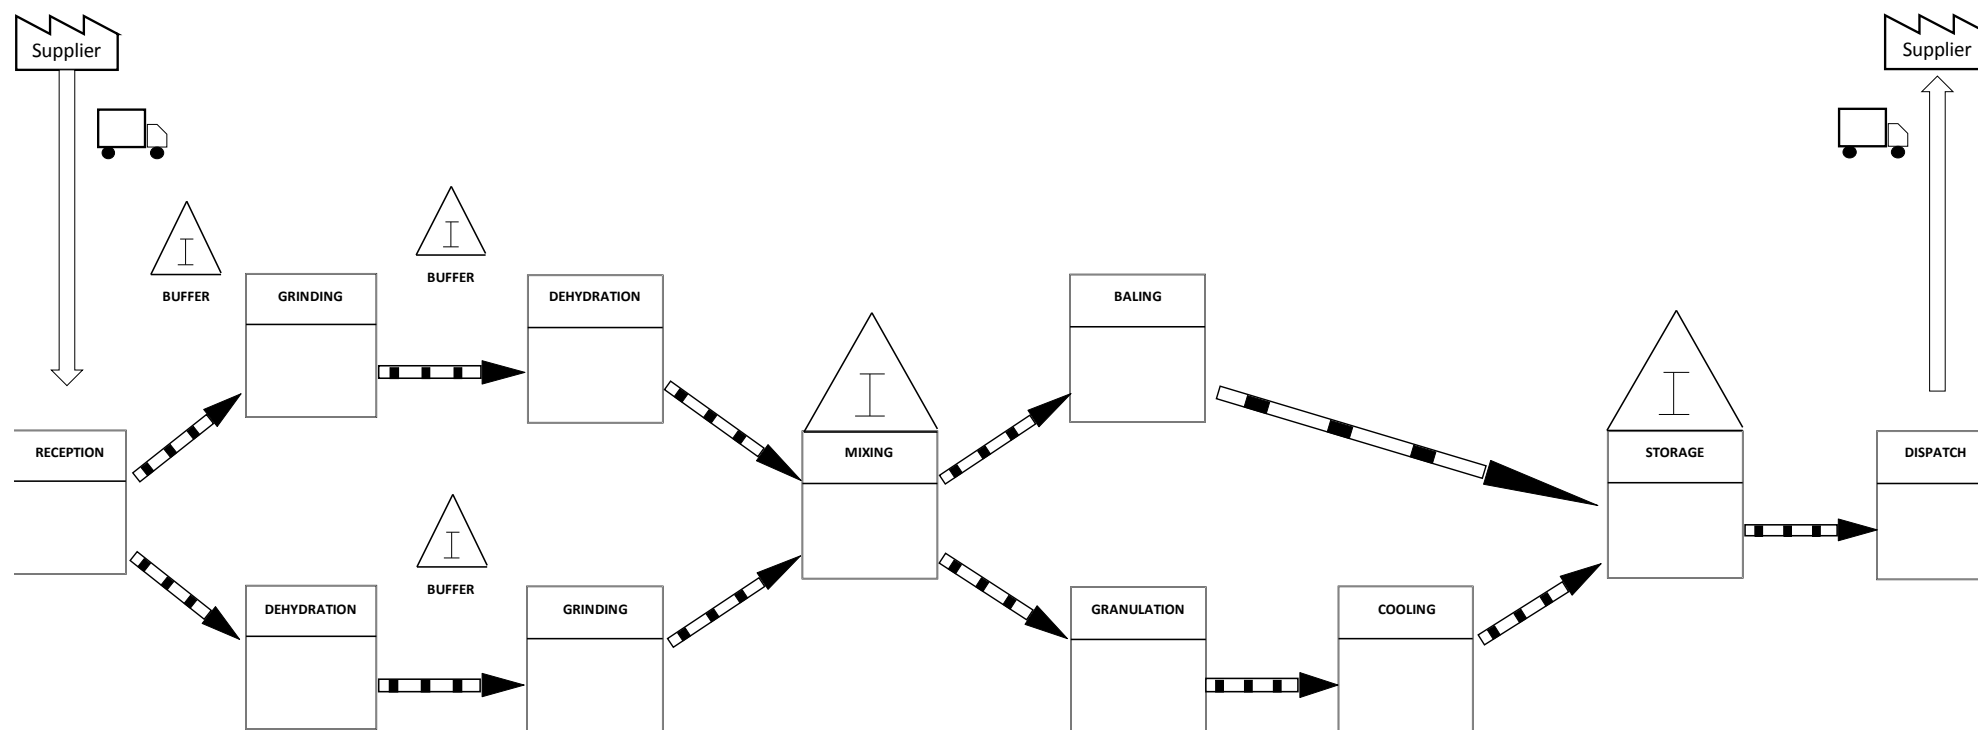 Supplier
Supplier
BUFFER
GRINDING
BUFFER
DEHYDRATION
BALING
RECEPTION
MIXING
STORAGE
DISPATCH
BUFFER
DEHYDRATION
GRINDING
GRANULATION
COOLING